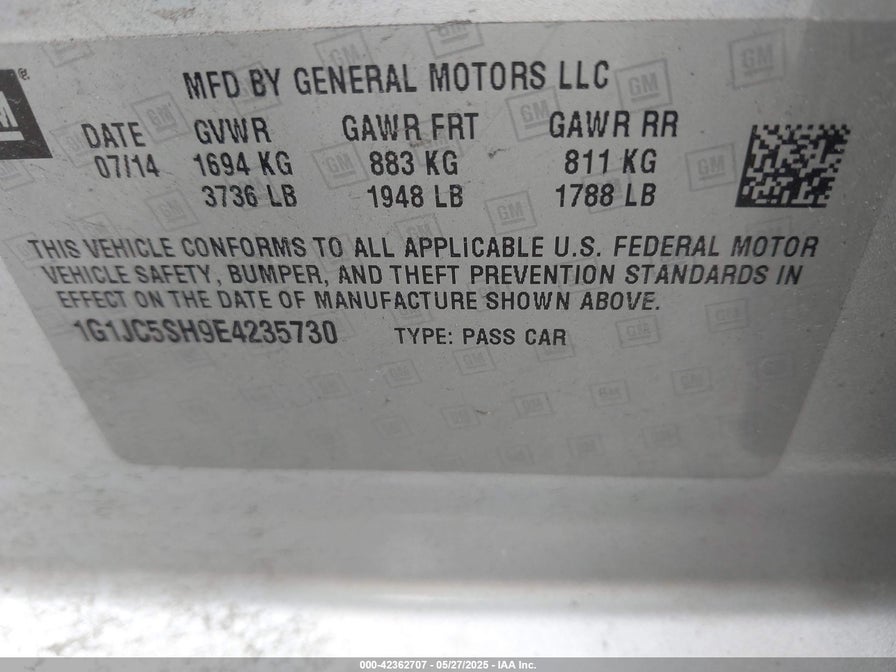 GM®
MFD BY GENERAL MOTORS LLC
DATE GVWR GAWR FRT GAWR RR
07/14 1694 KG 883 KG 811 KG
3736 LB 1948 LB 1788 LB
THIS VEHICLE CONFORMS TO ALL APPLICABLE U.S. FEDERAL MOTOR
VEHICLE SAFETY, BUMPER, AND THEFT PREVENTION STANDARDS IN
EFFECT ON THE DATE OF MANUFACTURE SHOWN ABOVE.
1G1JC5SH9E4235730 TYPE: PASS CAR
000-42362707 - 05/27/2025 - IAA Inc.